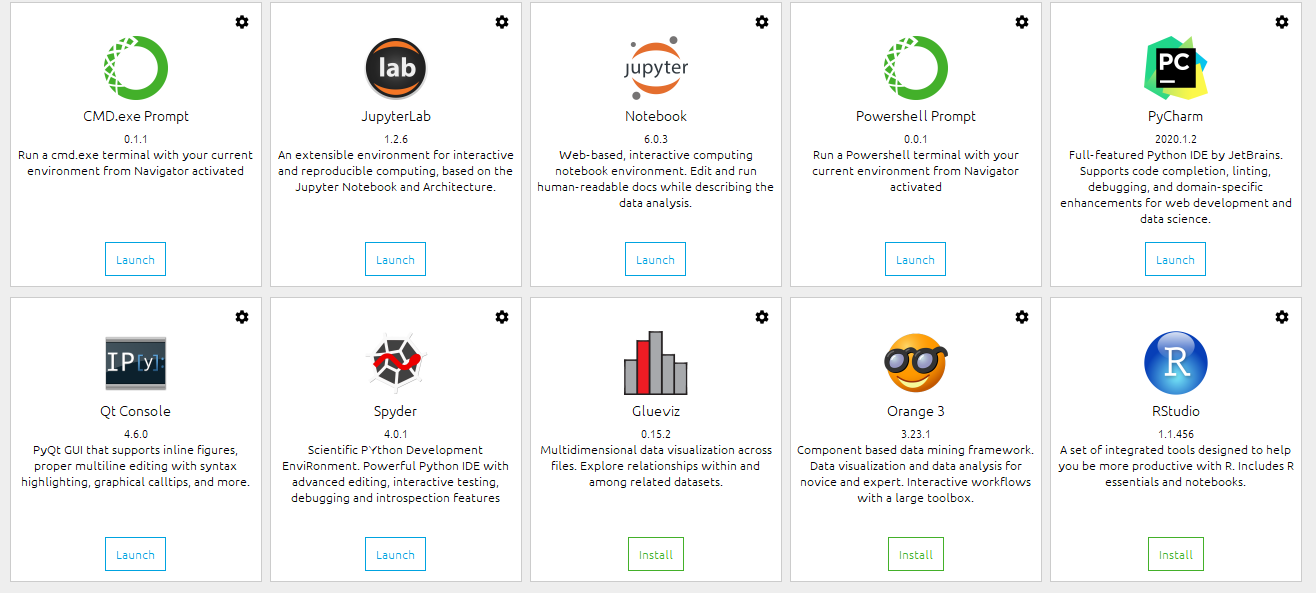 CMD.exe Prompt
0.1.1
Run a cmd.exe terminal with your current
environment from Navigator activated
Launch
lab
JupyterLab
1.2.6
An extensible environment for interactive
and reproducible computing, based on the
Jupyter Notebook and Architecture.
Launch
jupyter
Notebook
6.0.3
Web-based, interactive computing
notebook environment. Edit and run
human-readable docs while describing the
data analysis.
Launch
Powershell Prompt
0.0.1
Run a Powershell terminal with your
current environment from Navigator
activated
Launch
PC
PyCharm
2020.1.2
Full-featured Python IDE by JetBrains.
Supports code completion, linting,
debugging, and domain-specific
enhancements for web development and
data science.
Launch
IP[y]:
Qt Console
4.6.0
PyQt GUI that supports inline figures,
proper multiline editing with syntax
highlighting, graphical calltips, and more.
Launch
Spyder
4.0.1
Scientific PYthon Development
EnviRonment. Powerful Python IDE with
advanced editing, interactive testing,
debugging and introspection features
Launch
Glueviz
0.15.2
Multidimensional data visualization across
files. Explore relationships within and
among related datasets.
Install
Orange 3
3.23.1
Component based data mining framework.
Data visualization and data analysis for
novice and expert. Interactive workflows
with a large toolbox.
Install
R
RStudio
1.1.456
A set of integrated tools designed to help
you be more productive with R. Includes R
essentials and notebooks.
Install